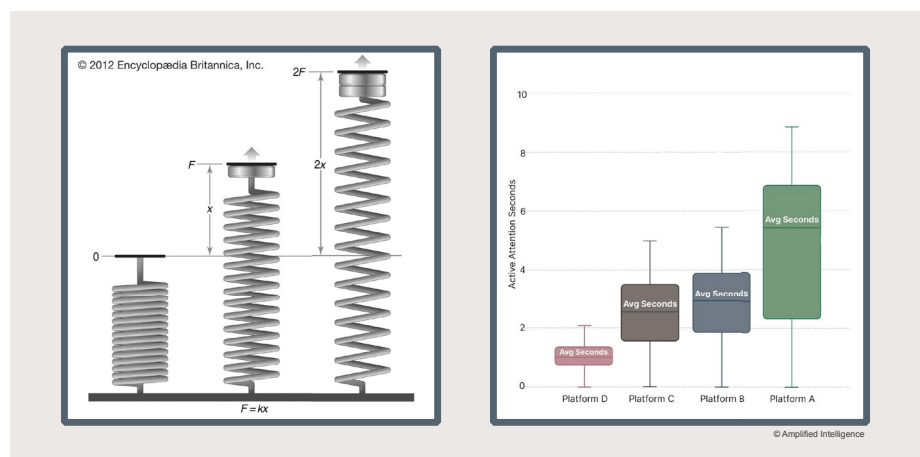 © 2012 Encyclopædia Britannica, Inc.
2F
F
2x
x
0
F = kx
10
8
6
4
2
0
Active Attention Seconds
Avg Seconds
Avg Seconds
Avg Seconds
Avg Seconds
Platform D Platform C Platform B Platform A
© Amplified Intelligence